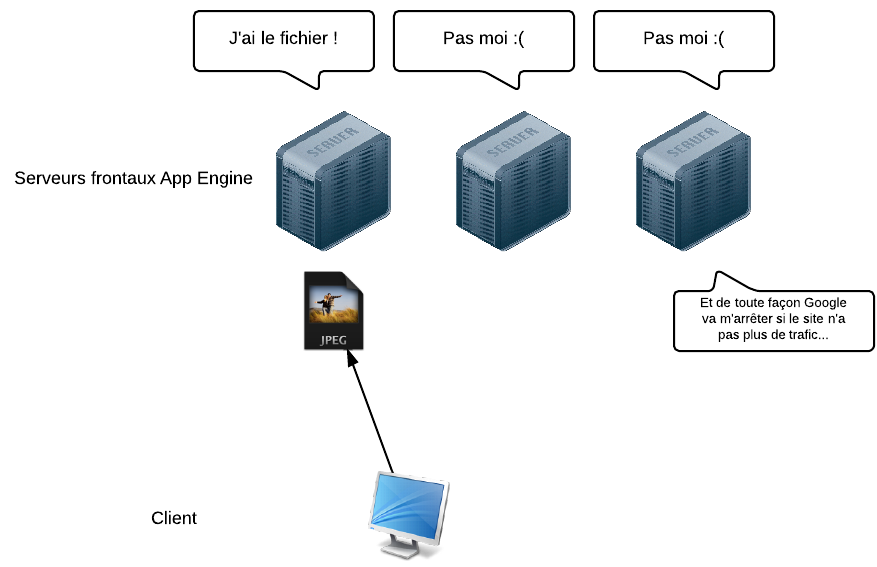 J'ai le fichier !
Pas moi :(
Pas moi :(
SERVER
SERVER
SERVER
Serveurs frontaux App Engine
JPEG
Et de toute façon Google
va m'arrêter si le site n'a
pas plus de trafic...
Client